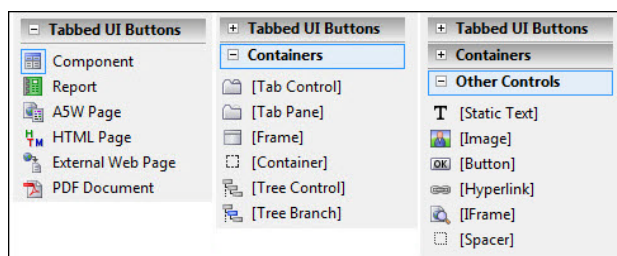 Tabbed UI Buttons
Component
Report
A5W Page
HTML Page
External Web Page
PDF Document
Tabbed UI Buttons
Containers
[Tab Control]
[Tab Pane]
[Frame]
[Container]
[Tree Control]
[Tree Branch]
Tabbed UI Buttons
Containers
Other Controls
T [Static Text]
[Image]
OK [Button]
[Hyperlink]
[IFrame]
[Spacer]